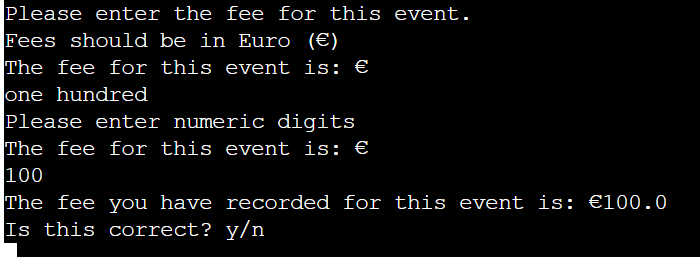 Please enter the fee for this event.
Fees should be in Euro (€)
The fee for this event is: €
one hundred
Please enter numeric digits
The fee for this event is: €
100
The fee you have recorded for this event is: €100.0
Is this correct? y/n